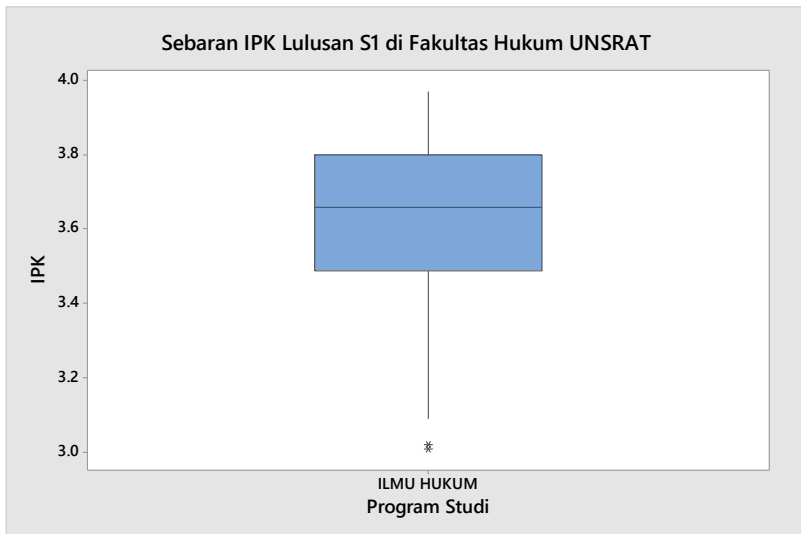 Sebaran IPK Lulusan S1 di Fakultas Hukum UNSRAT
4.0
3.8
3.6
3.4
3.2
3.0
IPK
ILMU HUKUM
Program Studi